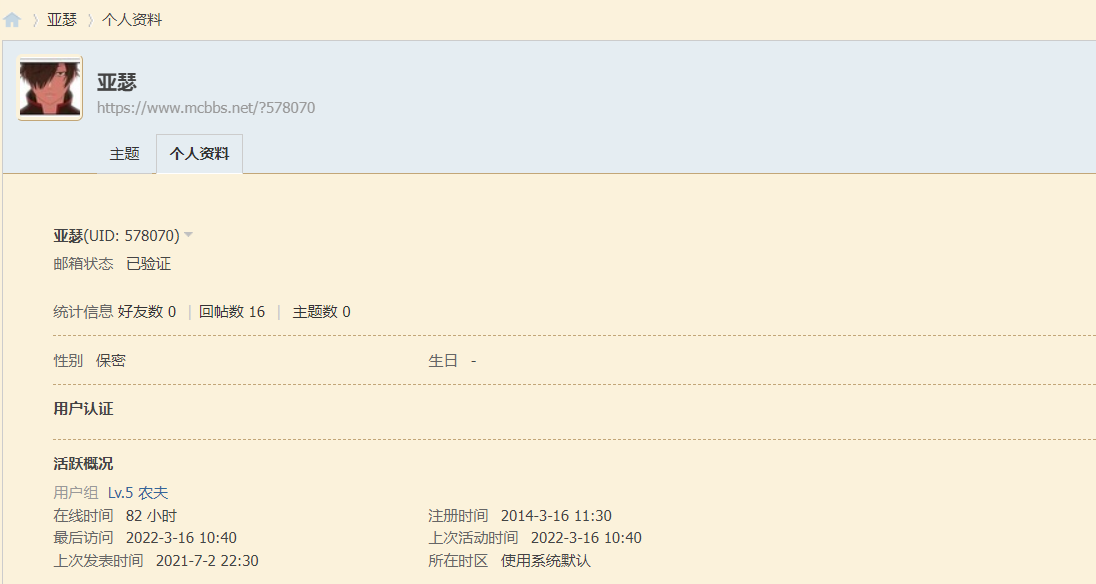 亚瑟 〉 个人资料
亚瑟
https://www.mcbbs.net/?578070
主题 个人资料
亚瑟(UID: 578070)
邮箱状态 已验证
统计信息 好友数 0 | 回帖数 16 | 主题数 0
性别 保密 生日 -
用户认证
活跃概况
用户组 Lv.5 农夫
在线时间 82 小时 注册时间 2014-3-16 11:30
最后访问 2022-3-16 10:40 上次活动时间 2022-3-16 10:40
上次发表时间 2021-7-2 22:30 所在时区 使用系统默认